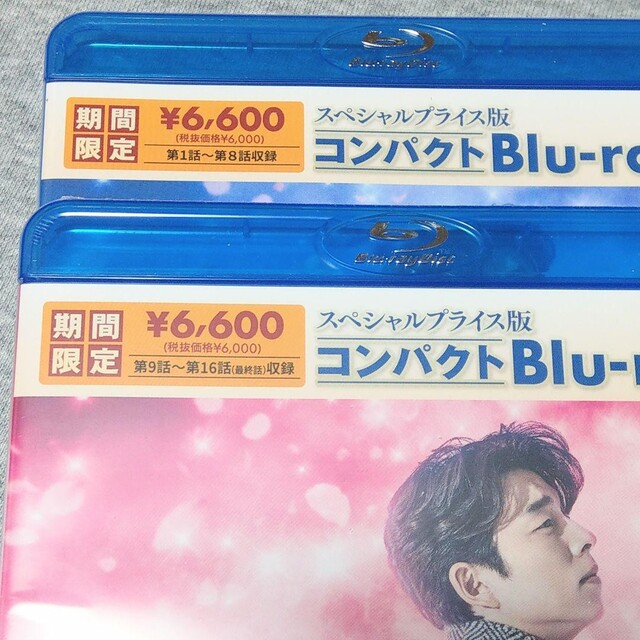 Blu-ray Disc
期間
限定
¥6,600
(税抜価格¥6,000)
第1話～第8話収録
スペシャルプライス版
コンパクトBlu-ra
Blu-ray Disc
期間
限定
¥6,600
(税抜価格¥6,000)
第9話～第16話(最終話)収録
スペシャルプライス版
コンパクトBlu-r